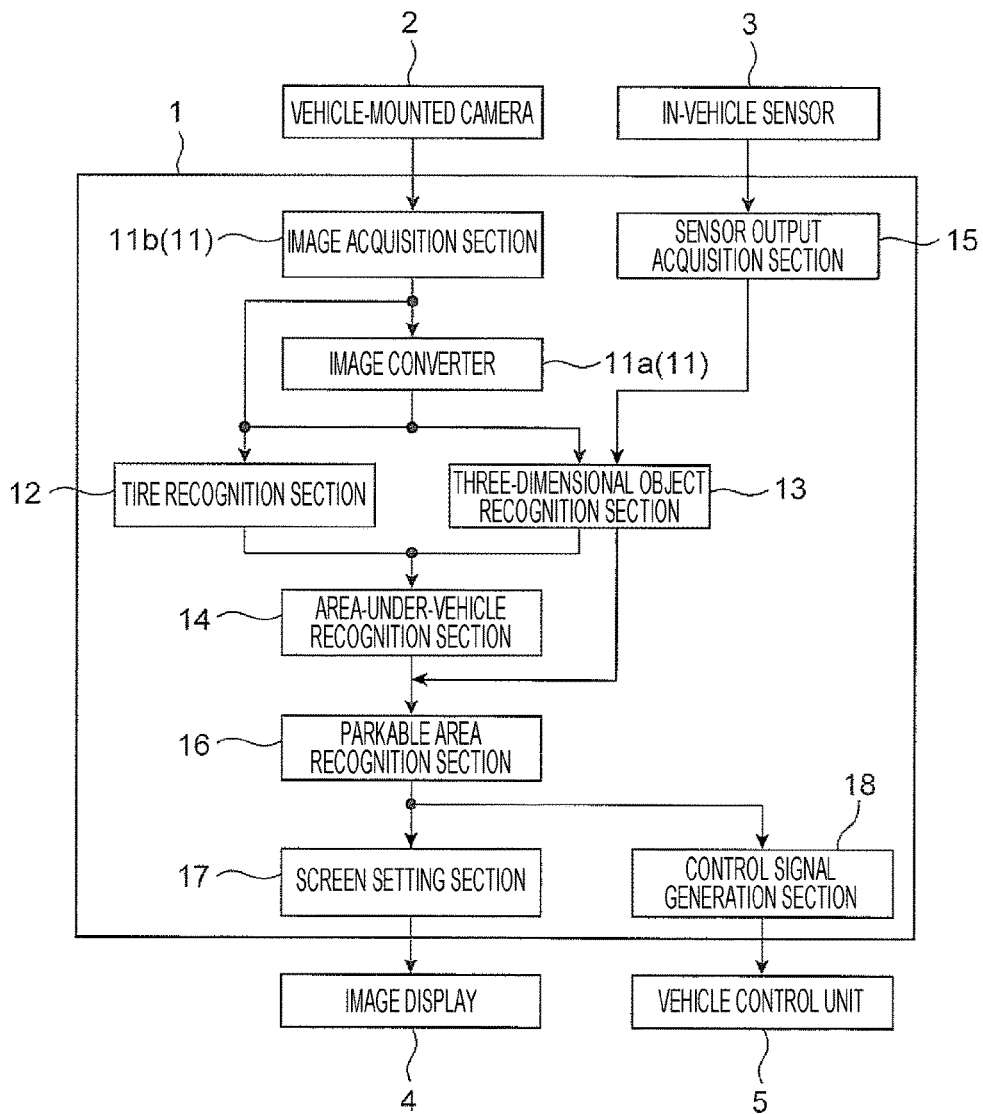 2
3
VEHICLE-MOUNTED CAMERA
IN-VEHICLE SENSOR
1
11b(11)
IMAGE ACQUISITION SECTION
SENSOR OUTPUT
ACQUISITION SECTION
15
IMAGE CONVERTER
11a(11)
12
TIRE RECOGNITION SECTION
THREE-DIMENSIONAL OBJECT
RECOGNITION SECTION
13
14
AREA-UNDER-VEHICLE
RECOGNITION SECTION
16
PARKABLE AREA
RECOGNITION SECTION
18
17
SCREEN SETTING SECTION
CONTROL SIGNAL
GENERATION SECTION
IMAGE DISPLAY
VEHICLE CONTROL UNIT
4
5